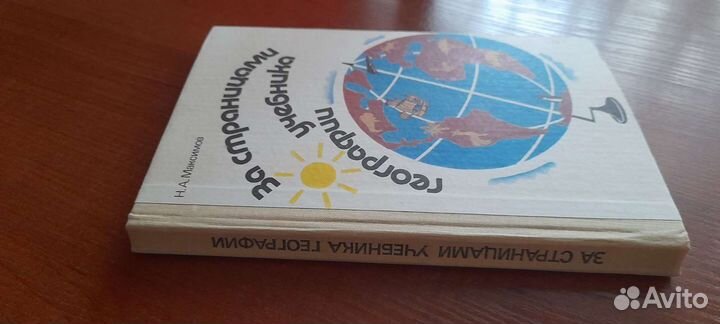 Н.А.Максимов
За страницами
учебника
географии
ЗА СТРАНИЦАМИ УЧЕБНИКА ГЕОГРАФИИ
Avito